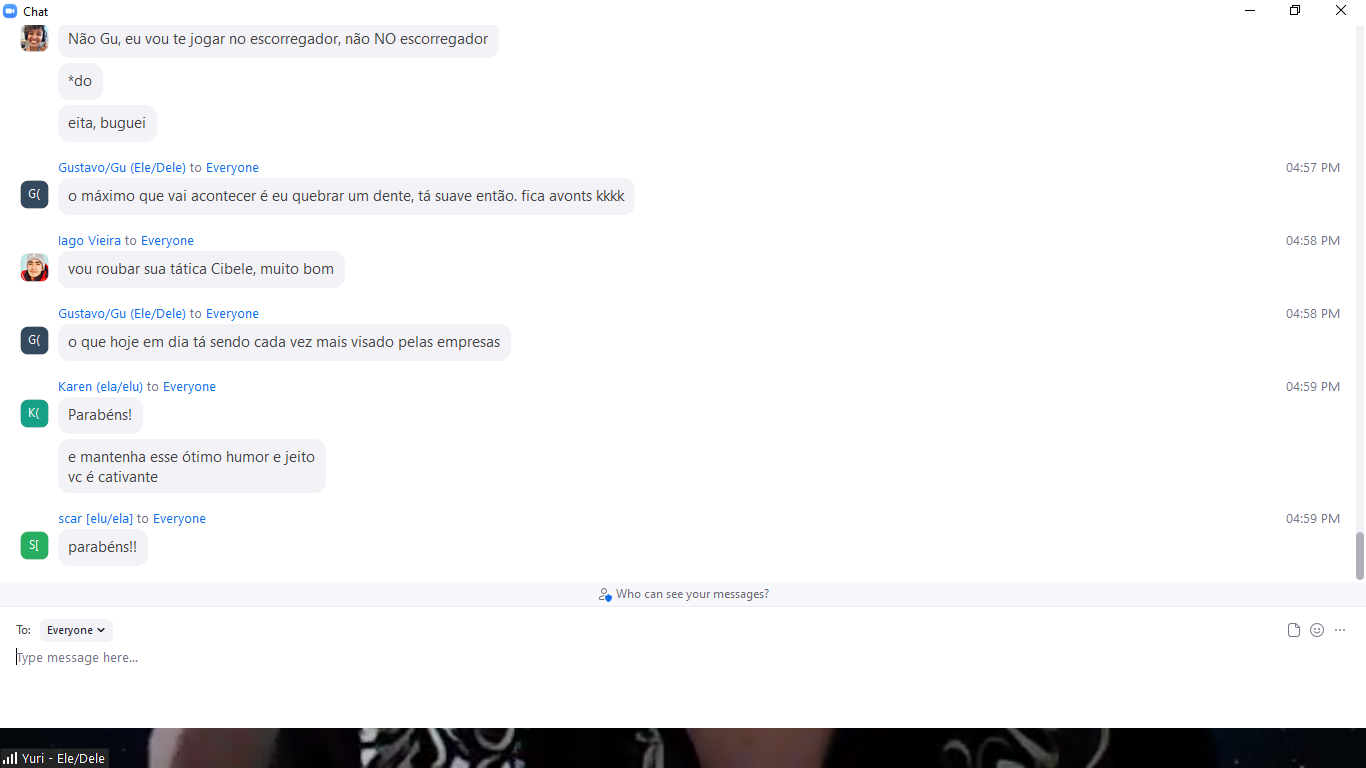 Chat
Não Gu, eu vou te jogar no escorregador, não NO escorregador
*do
eita, buguei
Gustavo/Gu (Ele/Dele) to Everyone 04:57 PM
G(
o máximo que vai acontecer é eu quebrar um dente, tá suave então. fica avonts kkkk
Iago Vieira to Everyone 04:58 PM
vou roubar sua tática Cibele, muito bom
Gustavo/Gu (Ele/Dele) to Everyone 04:58 PM
G(
o que hoje em dia tá sendo cada vez mais visado pelas empresas
Karen (ela/elu) to Everyone 04:59 PM
K(
Parabéns!
e mantenha esse ótimo humor e jeito
vc é cativante
scar [elu/ela] to Everyone 04:59 PM
S[
parabéns!!
Who can see your messages?
To: Everyone
Type message here...
Yuri - Ele/Dele